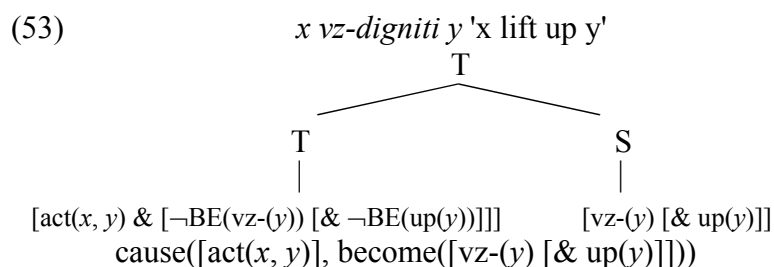 (53) x vz-digniti y 'x lift up y'
T
T S
[act(x, y) & [¬BE(vz-(y)) [& ¬BE(up(y))]]] [vz-(y) [& up(y)]]
cause([act(x, y)], become([vz-(y) [& up(y)]]))